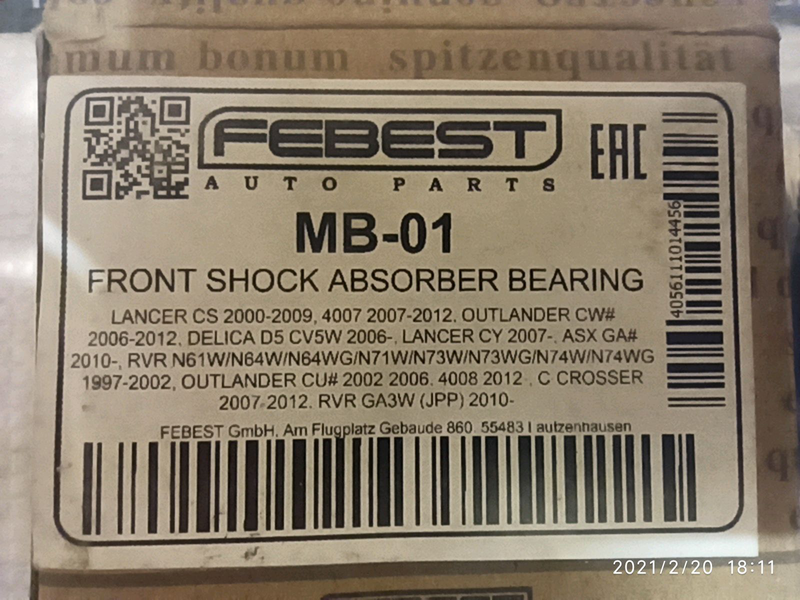 mum bonum spitzenqualität
FEBEST
AUTO PARTS
EAC
MB-01
FRONT SHOCK ABSORBER BEARING
LANCER CS 2000-2009, 4007 2007-2012, OUTLANDER CW#
2006-2012, DELICA D5 CV5W 2006-, LANCER CY 2007-, ASX GA#
2010-, RVR N61W/N64W/N64WG/N71W/N73W/N73WG/N74W/N74WG
1997-2002, OUTLANDER CU# 2002 2006, 4008 2012-, C CROSSER
2007-2012, RVR GA3W (JPP) 2010-
FEBEST GmbH, Am Flugplatz Gebaude 860, 55483 Lautzenhausen
4056111014456
2021/2/20 18:11